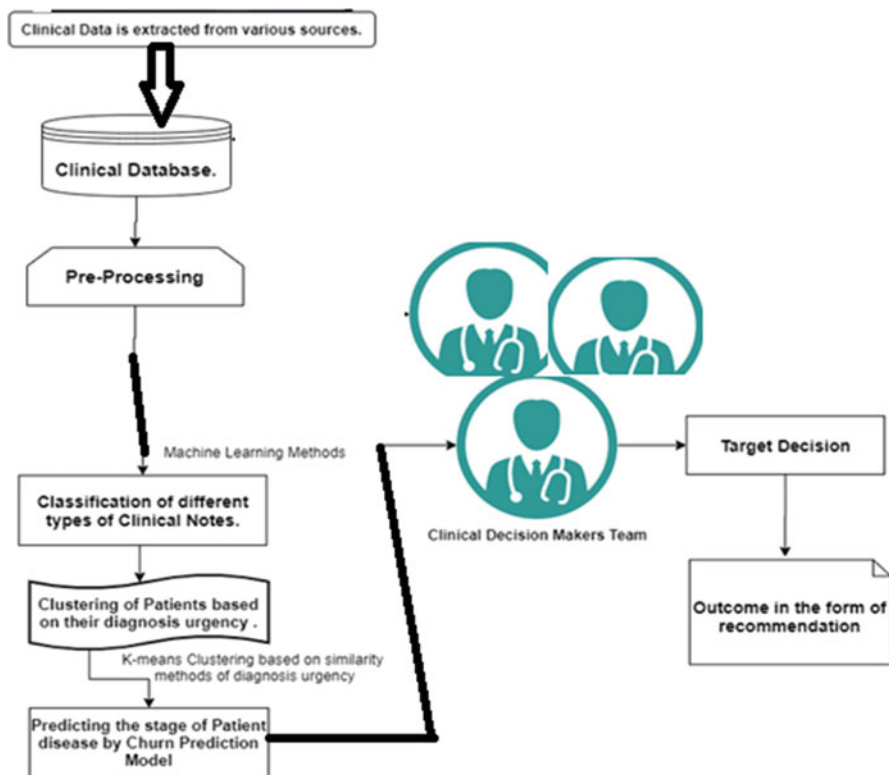 Clinical Data is extracted from various sources.
Clinical Database.
Pre-Processing
Machine Learning Methods
Classification of different
types of Clinical Notes.
Clustering of Patients based
on their diagnosis urgency .
K-means Clustering based on similarity
methods of diagnosis urgency
Predicting the stage of Patient
disease by Churn Prediction
Model
Clinical Decision Makers Team
Target Decision
Outcome in the form of
recommendation